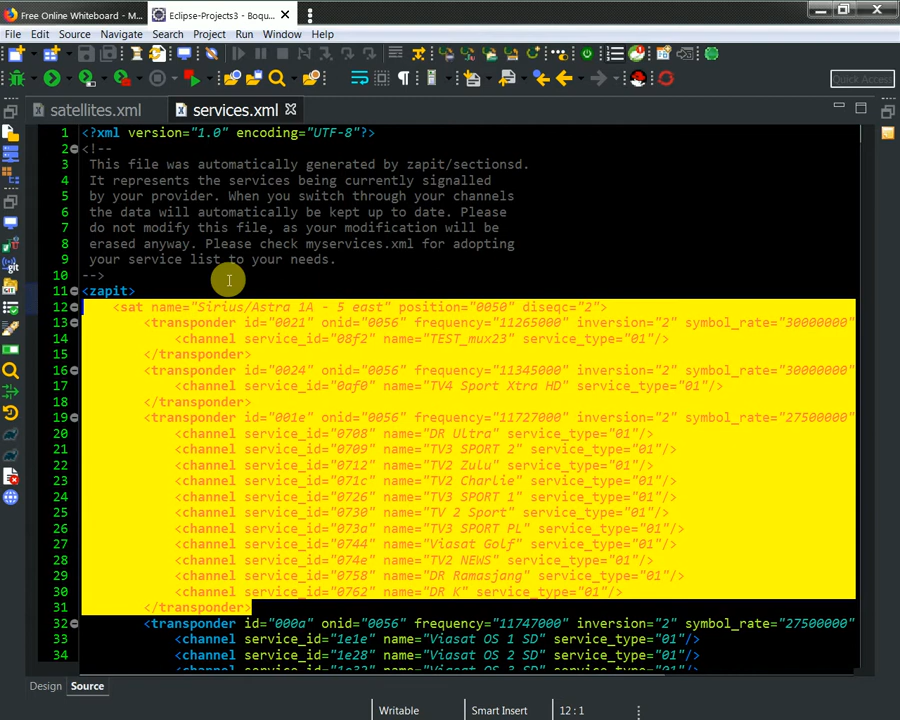 Free Online Whiteboard - M...
Eclipse-Projects3 - Boqu...
File Edit Source Navigate Search Project Run Window Help
Quick Access
satellites.xml services.xml
1 <?xml version="1.0" encoding="UTF-8"?>
2 <!--
3 This file was automatically generated by zapit/sectionsd.
4 It represents the services being currently signalled
5 by your provider. When you switch through your channels
6 the data will automatically be kept up to date. Please
7 do not modify this file, as your modification will be
8 erased anyway. Please check myservices.xml for adopting
9 your service list to your needs.
10 -->
11 <zapit>
12 <sat name="Sirius/Astra 1A - 5 east" position="0050" diseqc="2">
13 <transponder id="0021" onid="0056" frequency="11265000" inversion="2" symbol_rate="30000000"
14 <channel service_id="08f2" name="TEST_mux23" service_type="01"/>
15 </transponder>
16 <transponder id="0024" onid="0056" frequency="11345000" inversion="2" symbol_rate="30000000"
17 <channel service_id="0af0" name="TV4 Sport Xtra HD" service_type="01"/>
18 </transponder>
19 <transponder id="001e" onid="0056" frequency="11727000" inversion="2" symbol_rate="27500000"
20 <channel service_id="0708" name="DR Ultra" service_type="01"/>
21 <channel service_id="0709" name="TV3 SPORT 2" service_type="01"/>
22 <channel service_id="0712" name="TV2 Zulu" service_type="01"/>
23 <channel service_id="071c" name="TV2 Charlie" service_type="01"/>
24 <channel service_id="0726" name="TV3 SPORT 1" service_type="01"/>
25 <channel service_id="0730" name="TV 2 Sport" service_type="01"/>
26 <channel service_id="073a" name="TV3 SPORT PL" service_type="01"/>
27 <channel service_id="0744" name="Viasat Golf" service_type="01"/>
28 <channel service_id="074e" name="TV2 NEWS" service_type="01"/>
29 <channel service_id="0758" name="DR Ramasjang" service_type="01"/>
30 <channel service_id="0762" name="DR K" service_type="01"/>
31 </transponder>
32 <transponder id="000a" onid="0056" frequency="11747000" inversion="2" symbol_rate="27500000"
33 <channel service_id="1e1e" name="Viasat OS 1 SD" service_type="01"/>
34 <channel service_id="1e28" name="Viasat OS 2 SD" service_type="01"/>
Design Source
Writable Smart Insert 12 : 1